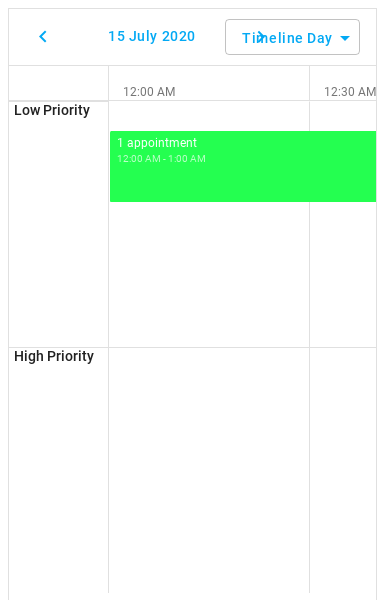 15 July 2020
Timeline Day
12:00 AM
12:30 AM
Low Priority
1 appointment
12:00 AM - 1:00 AM
High Priority